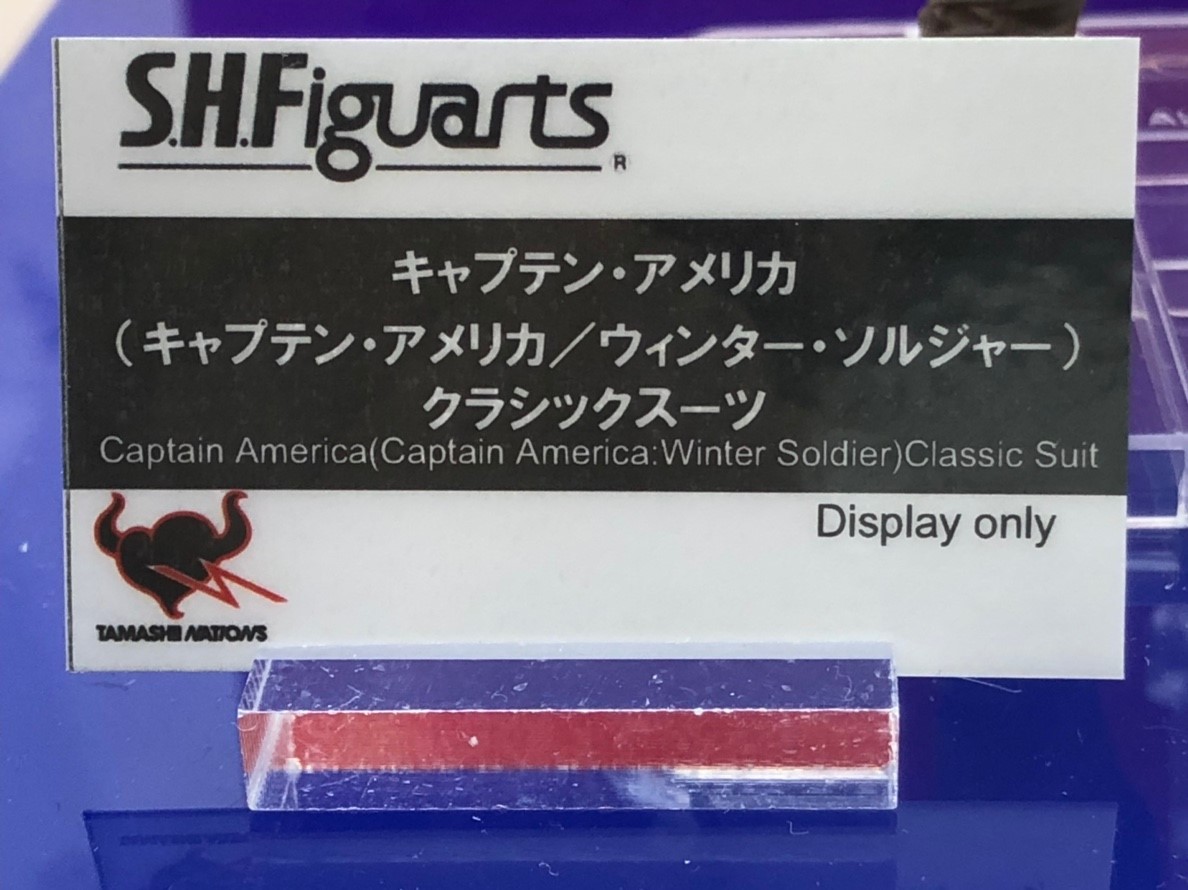 S.H.Figuarts®
キャプテン・アメリカ
（キャプテン・アメリカ／ウィンター・ソルジャー）
クラシックスーツ
Captain America(Captain America:Winter Soldier)Classic Suit
Display only
TAMASHII NATIONS